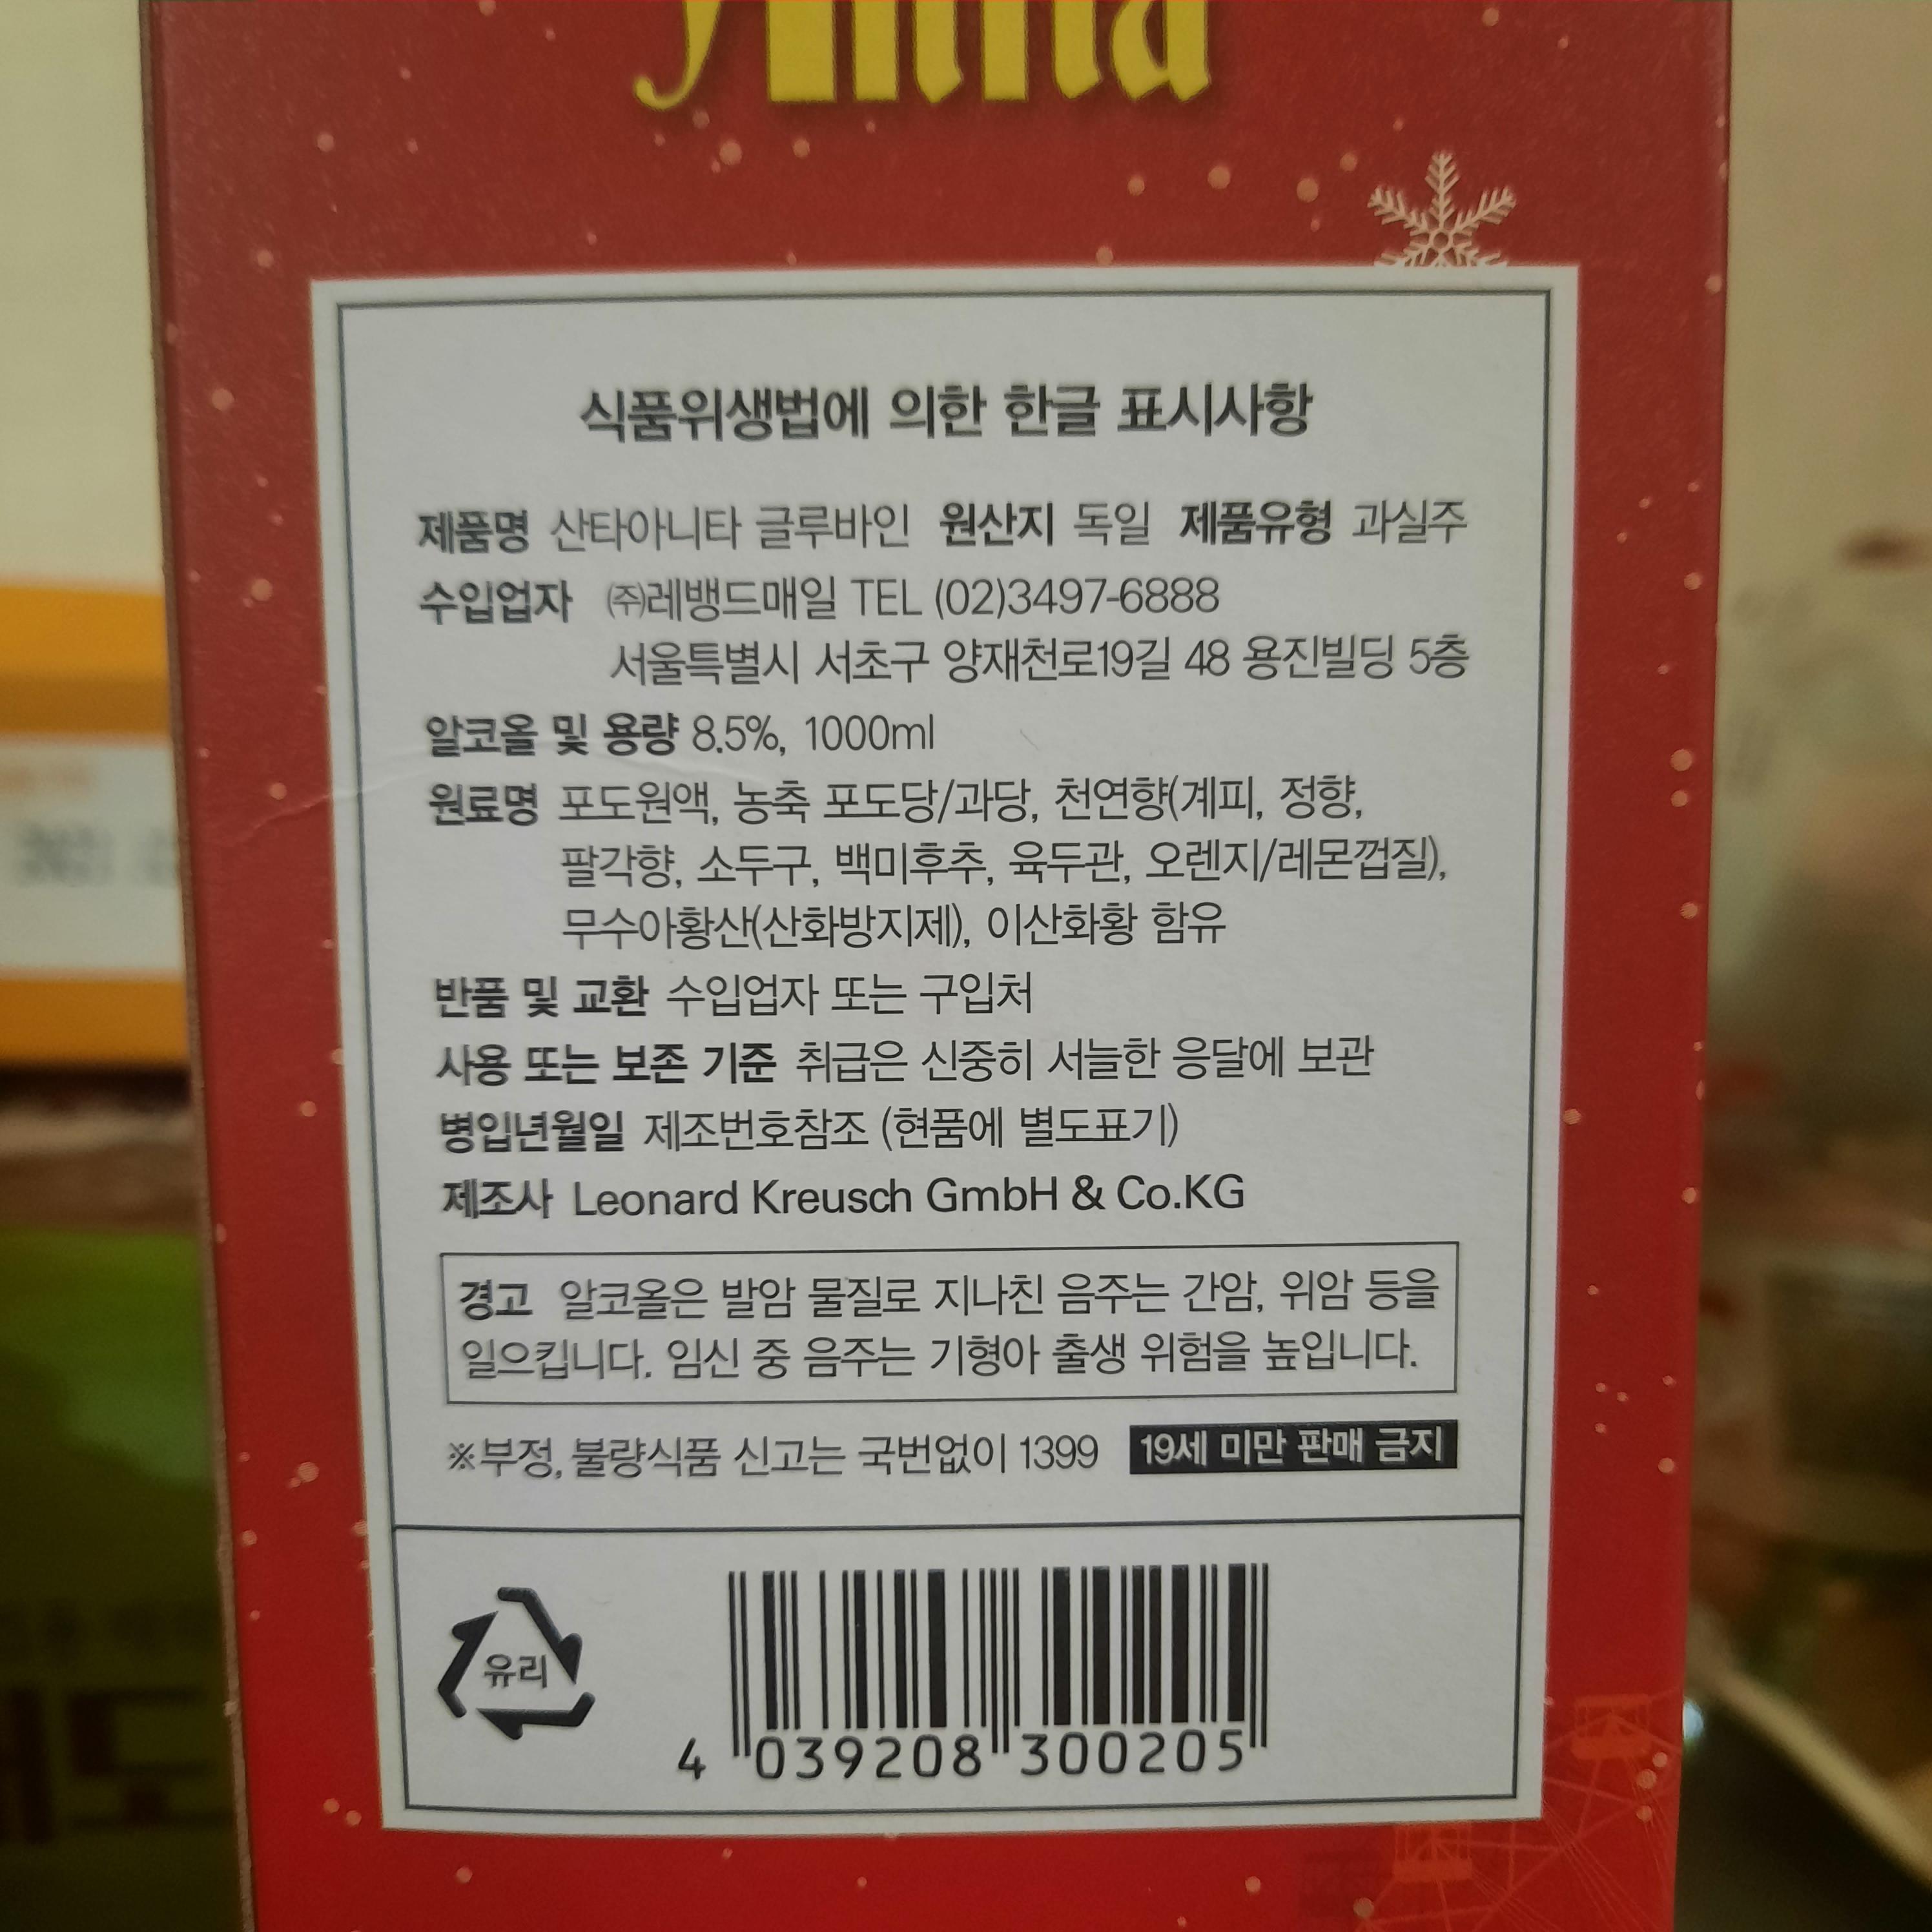 식품위생법에 의한 한글 표시사항
제품명 산타아니타 글루바인 원산지 독일 제품유형 과실주
수입업자 ㈜레뱅드매일 TEL (02)3497-6888
서울특별시 서초구 양재천로19길 48 용진빌딩 5층
알코올 및 용량 8.5%, 1000ml
원료명 포도원액, 농축 포도당/과당, 천연향(계피, 정향,
팔각향, 소두구, 백미후추, 육두관, 오렌지/레몬껍질),
무수아황산(산화방지제), 이산화황 함유
반품 및 교환 수입업자 또는 구입처
사용 또는 보존 기준 취급은 신중히 서늘한 응달에 보관
병입년월일 제조번호참조 (현품에 별도표기)
제조사 Leonard Kreusch GmbH & Co.KG
경고 알코올은 발암 물질로 지나친 음주는 간암, 위암 등을
일으킵니다. 임신 중 음주는 기형아 출생 위험을 높입니다.
※부정, 불량식품 신고는 국번없이 1399 19세 미만 판매 금지
유리
4 039208 300205